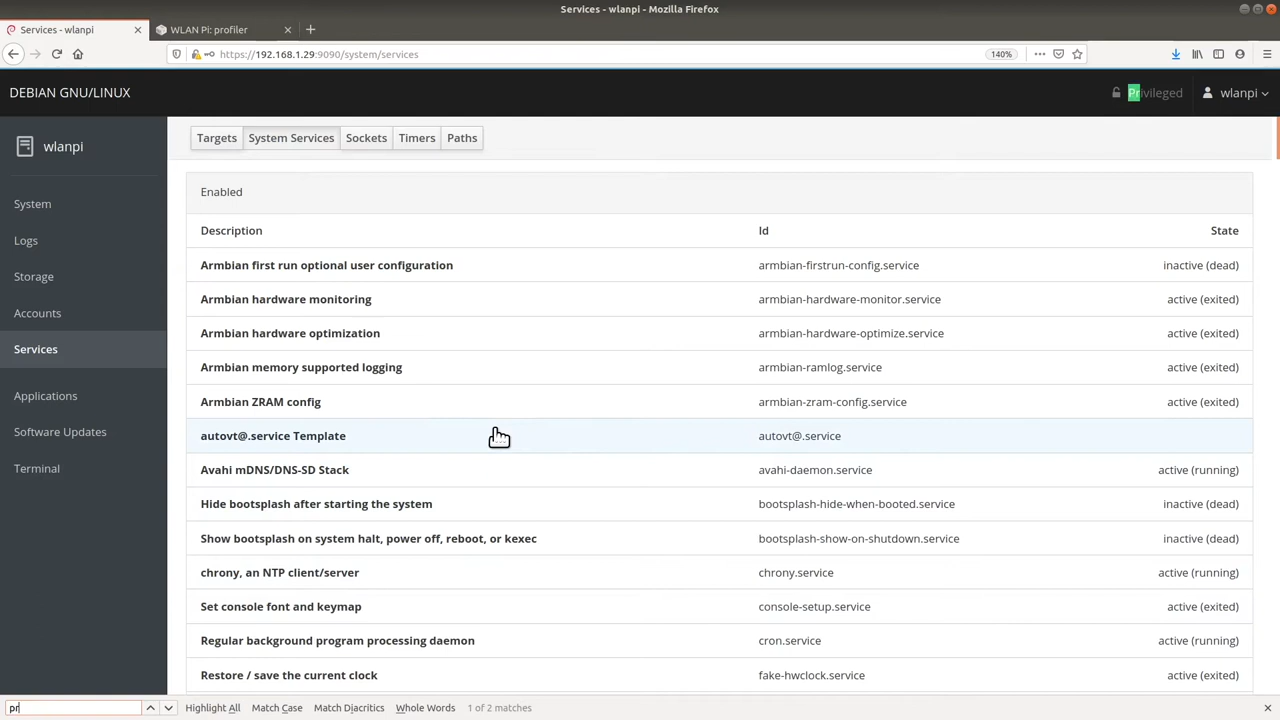 Services - wlanpi - Mozilla Firefox
Services - wlanpi
WLAN Pi: profiler
https://192.168.1.29:9090/system/services
140%
DEBIAN GNU/LINUX
Privileged
wlanpi
wlanpi
System
Logs
Storage
Accounts
Services
Applications
Software Updates
Terminal
Targets System Services Sockets Timers Paths
Enabled
Description Id State
Armbian first run optional user configuration armbian-firstrun-config.service inactive (dead)
Armbian hardware monitoring armbian-hardware-monitor.service active (exited)
Armbian hardware optimization armbian-hardware-optimize.service active (exited)
Armbian memory supported logging armbian-ramlog.service active (exited)
Armbian ZRAM config armbian-zram-config.service active (exited)
autovt@.service Template autovt@.service
Avahi mDNS/DNS-SD Stack avahi-daemon.service active (running)
Hide bootsplash after starting the system bootsplash-hide-when-booted.service inactive (dead)
Show bootsplash on system halt, power off, reboot, or kexec bootsplash-show-on-shutdown.service inactive (dead)
chrony, an NTP client/server chrony.service active (running)
Set console font and keymap console-setup.service active (exited)
Regular background program processing daemon cron.service active (running)
Restore / save the current clock fake-hwclock.service active (exited)
pr Highlight All Match Case Match Diacritics Whole Words 1 of 2 matches